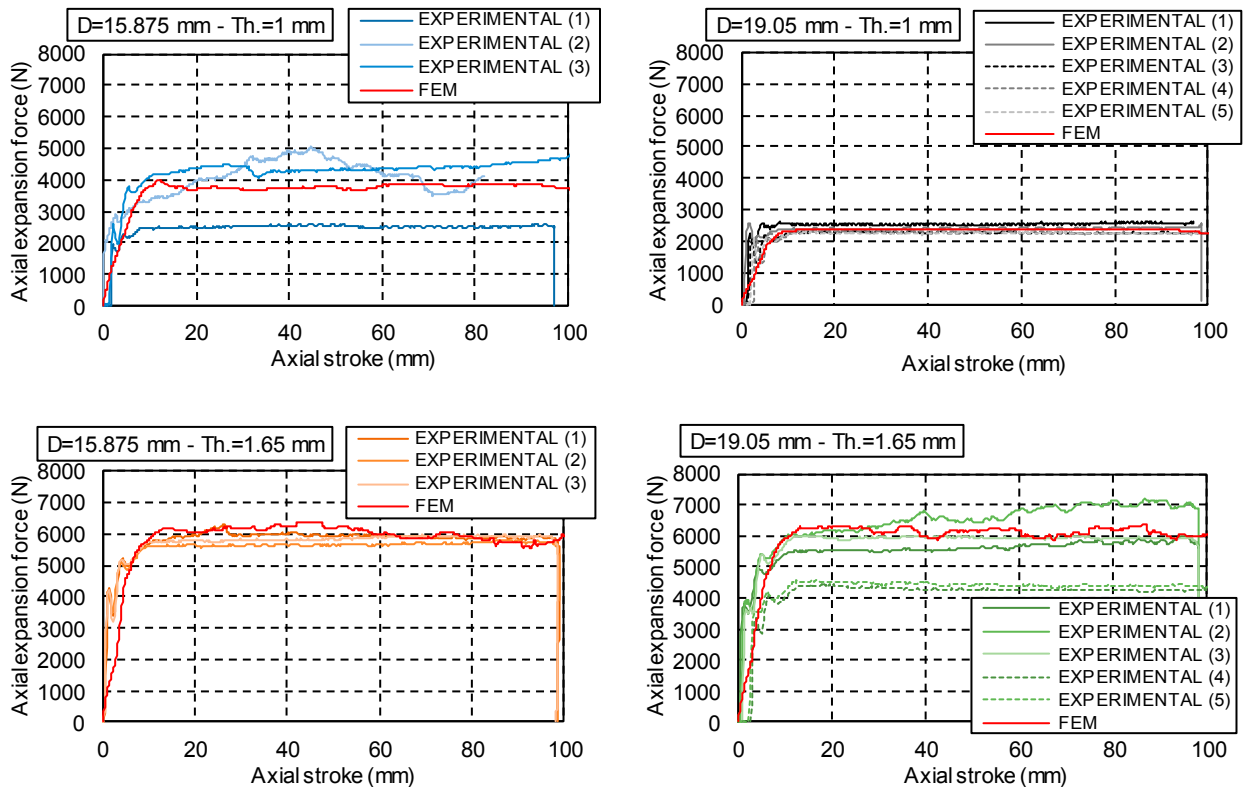 D=15.875 mm - Th.=1 mm
EXPERIMENTAL (1)
EXPERIMENTAL (2)
EXPERIMENTAL (3)
FEM
Axial expansion force (N)
8000
7000
6000
5000
4000
3000
2000
1000
0
0 20 40 60 80 100
Axial stroke (mm)
D=19.05 mm - Th.=1 mm
EXPERIMENTAL (1)
EXPERIMENTAL (2)
EXPERIMENTAL (3)
EXPERIMENTAL (4)
EXPERIMENTAL (5)
FEM
Axial expansion force (N)
8000
7000
6000
5000
4000
3000
2000
1000
0
0 20 40 60 80 100
Axial stroke (mm)
D=15.875 mm - Th.=1.65 mm
EXPERIMENTAL (1)
EXPERIMENTAL (2)
EXPERIMENTAL (3)
FEM
Axial expansion force (N)
8000
7000
6000
5000
4000
3000
2000
1000
0
0 20 40 60 80 100
Axial stroke (mm)
D=19.05 mm - Th.=1.65 mm
Axial expansion force (N)
8000
7000
6000
5000
4000
3000
2000
1000
0
EXPERIMENTAL (1)
EXPERIMENTAL (2)
EXPERIMENTAL (3)
EXPERIMENTAL (4)
EXPERIMENTAL (5)
FEM
0 20 40 60 80 100
Axial stroke (mm)